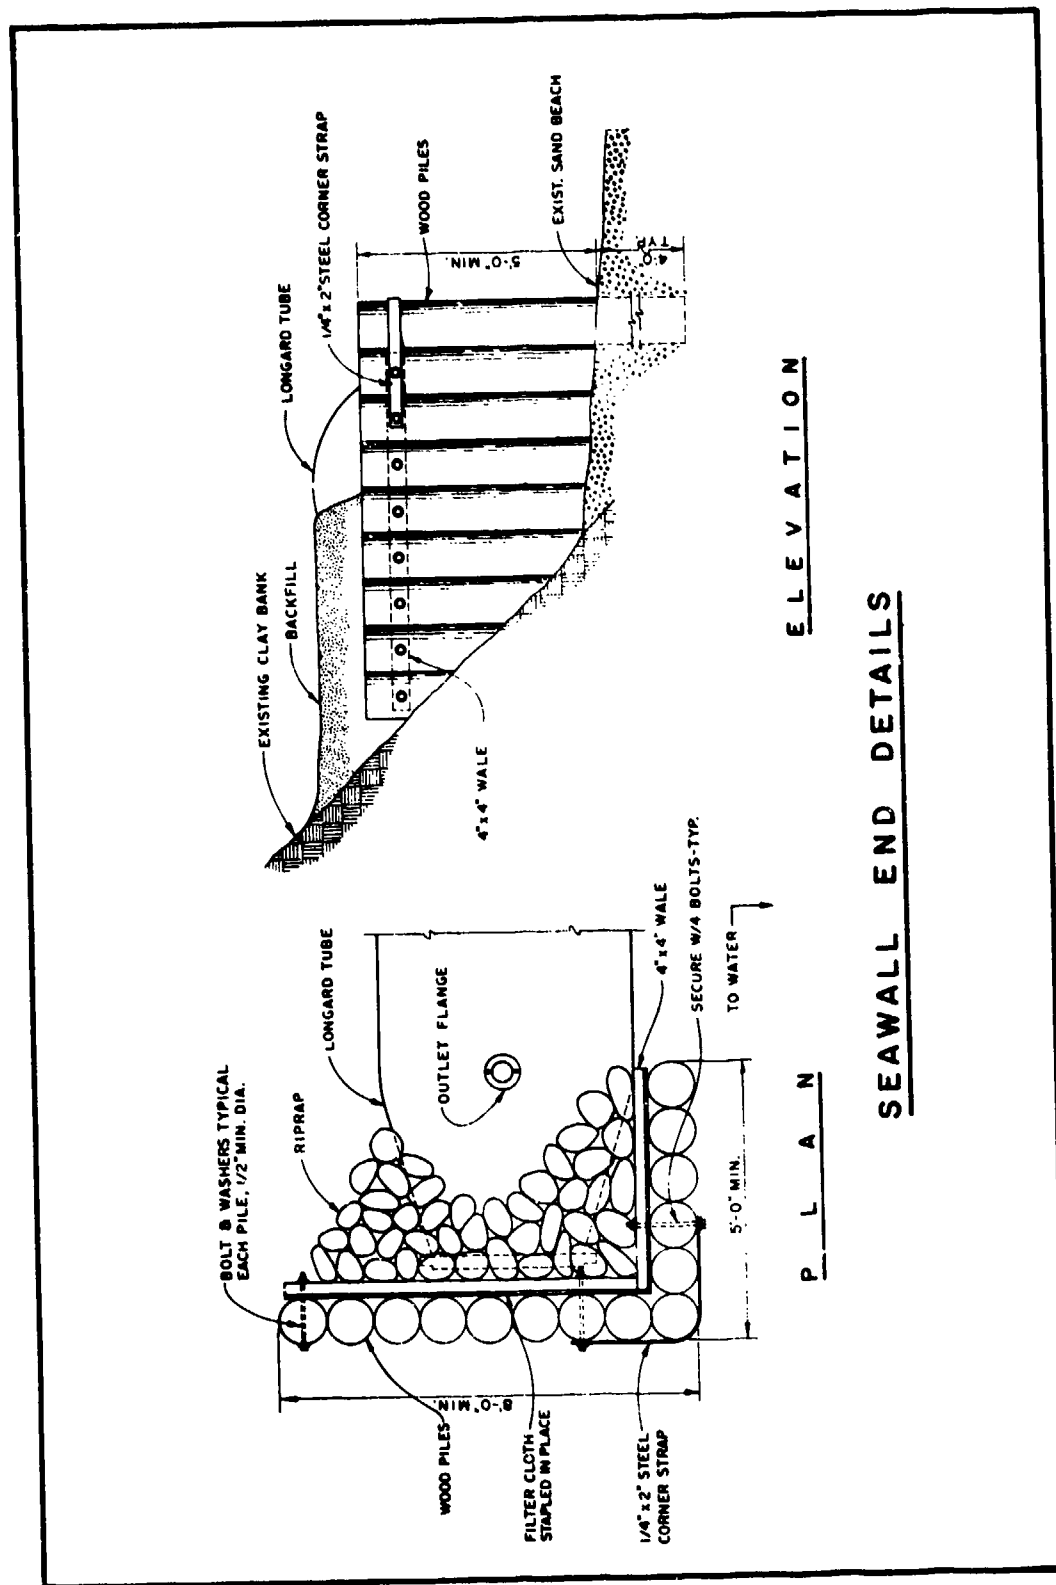 BOLT & WASHERS TYPICAL
EACH PILE, 1/2" MIN. DIA.
RIPRAP
LONGARD TUBE
OUTLET FLANGE
8'-0" MIN.
WOOD PILES
FILTER CLOTH
STAPLED IN PLACE
1/4" x 2" STEEL
CORNER STRAP
5'-0" MIN.
4" x 4" WALE
SECURE W/4 BOLTS-TYP.
TO WATER
PLAN
EXISTING CLAY BANK
BACKFILL
LONGARD TUBE
1/4" x 2" STEEL CORNER STRAP
WOOD PILES
5'-0" MIN.
EXIST. SAND BEACH
4'-0"
TYP.
4" x 4" WALE
ELEVATION
SEAWALL END DETAILS